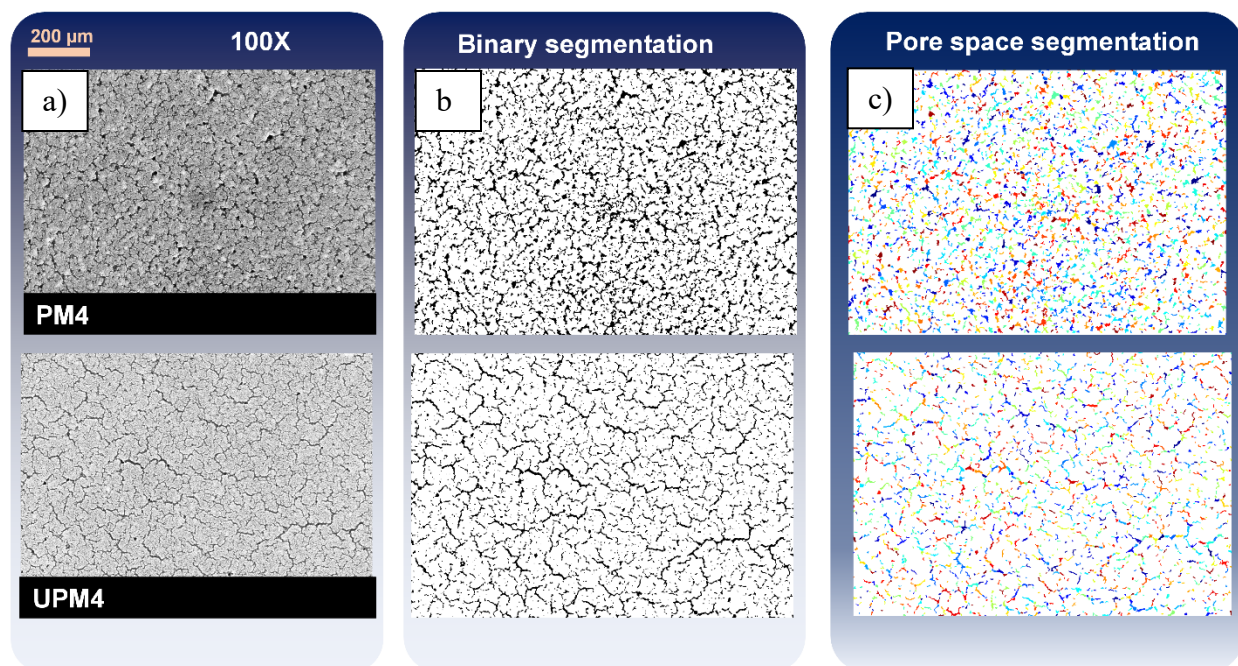 200 µm
100X
Binary segmentation
Pore space segmentation
a)
b
c)
PM4
UPM4